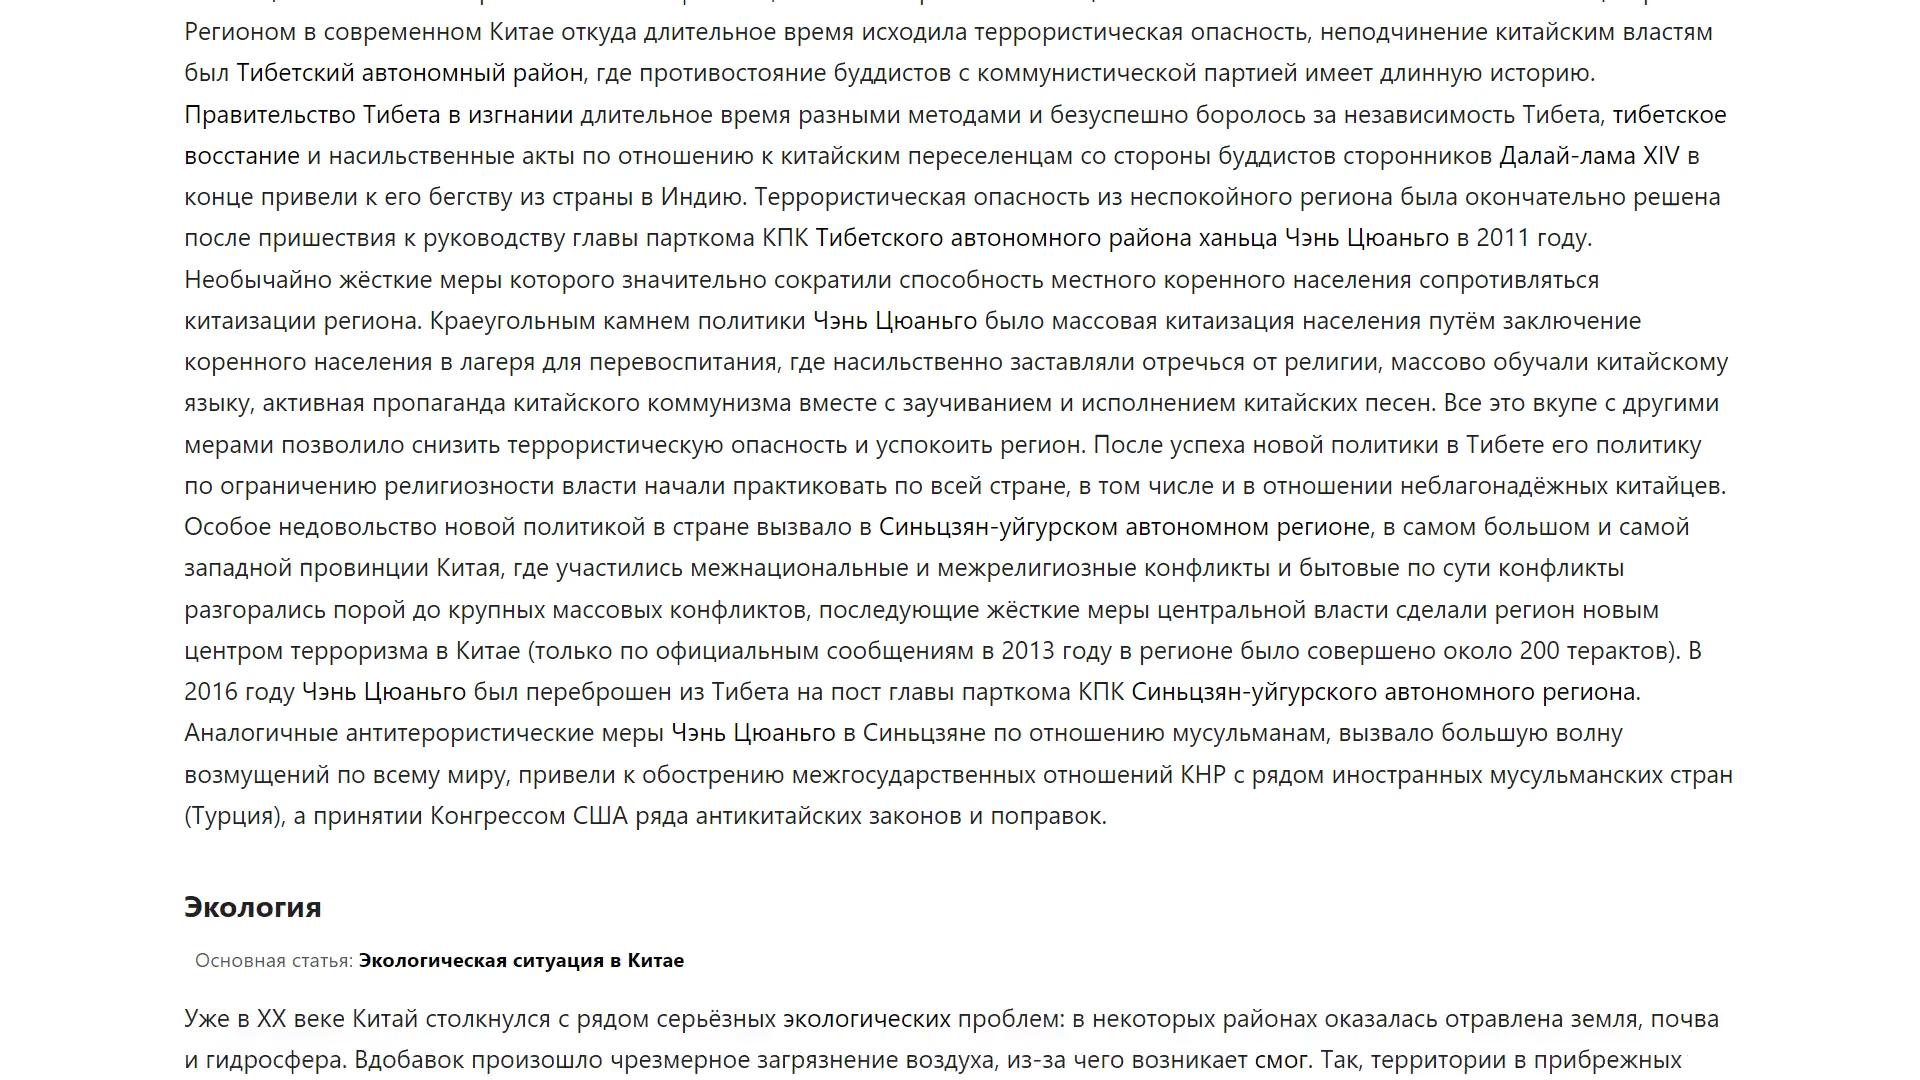 Регионом в современном Китае откуда длительное время исходила террористическая опасность, неподчинение китайским властям
был Тибетский автономный район, где противостояние буддистов с коммунистической партией имеет длинную историю.
Правительство Тибета в изгнании длительное время разными методами и безуспешно боролось за независимость Тибета, тибетское
восстание и насильственные акты по отношению к китайским переселенцам со стороны буддистов сторонников Далай-лама XIV в
конце привели к его бегству из страны в Индию. Террористическая опасность из неспокойного региона была окончательно решена
после пришествия к руководству главы парткома КПК Тибетского автономного района ханьца Чэнь Цюаньго в 2011 году.
Необычайно жёсткие меры которого значительно сократили способность местного коренного населения сопротивляться
китаизации региона. Краеугольным камнем политики Чэнь Цюаньго было массовая китаизация населения путём заключение
коренного населения в лагеря для перевоспитания, где насильственно заставляли отречься от религии, массово обучали китайскому
языку, активная пропаганда китайского коммунизма вместе с заучиванием и исполнением китайских песен. Все это вкупе с другими
мерами позволило снизить террористическую опасность и успокоить регион. После успеха новой политики в Тибете его политику
по ограничению религиозности власти начали практиковать по всей стране, в том числе и в отношении неблагонадёжных китайцев.
Особое недовольство новой политикой в стране вызвало в Синьцзян-уйгурском автономном регионе, в самом большом и самой
западной провинции Китая, где участились межнациональные и межрелигиозные конфликты и бытовые по сути конфликты
разгорались порой до крупных массовых конфликтов, последующие жёсткие меры центральной власти сделали регион новым
центром терроризма в Китае (только по официальным сообщениям в 2013 году в регионе было совершено около 200 терактов). В
2016 году Чэнь Цюаньго был переброшен из Тибета на пост главы парткома КПК Синьцзян-уйгурского автономного региона.
Аналогичные антитерористические меры Чэнь Цюаньго в Синьцзяне по отношению мусульманам, вызвало большую волну
возмущений по всему миру, привели к обострению межгосударственных отношений КНР с рядом иностранных мусульманских стран
(Турция), а принятии Конгрессом США ряда антикитайских законов и поправок.
Экология
Основная статья: Экологическая ситуация в Китае
Уже в XX веке Китай столкнулся с рядом серьёзных экологических проблем: в некоторых районах оказалась отравлена земля, почва
и гидросфера. Вдобавок произошло чрезмерное загрязнение воздуха, из-за чего возникает смог. Так, территории в прибрежных